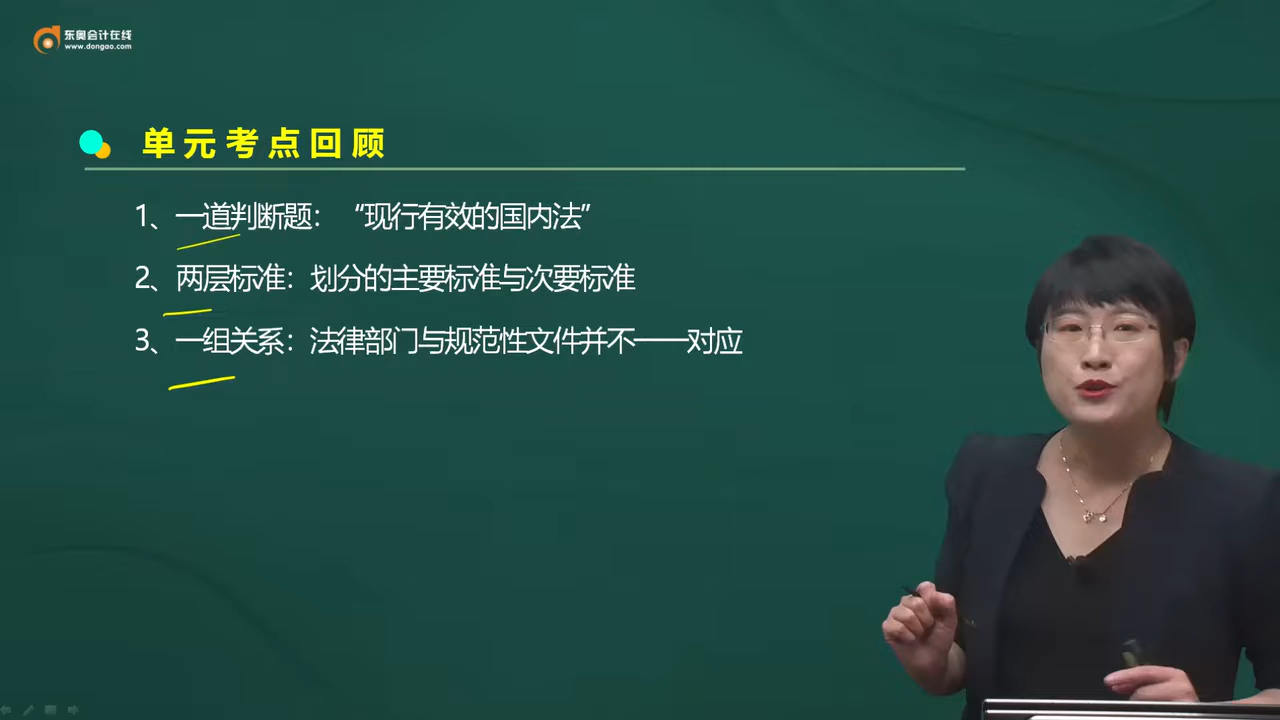 东奥会计在线
www.dongao.com
单元考点回顾
1、一道判断题：“现行有效的国内法”
2、两层标准：划分的主要标准与次要标准
3、一组关系：法律部门与规范性文件并不一一对应